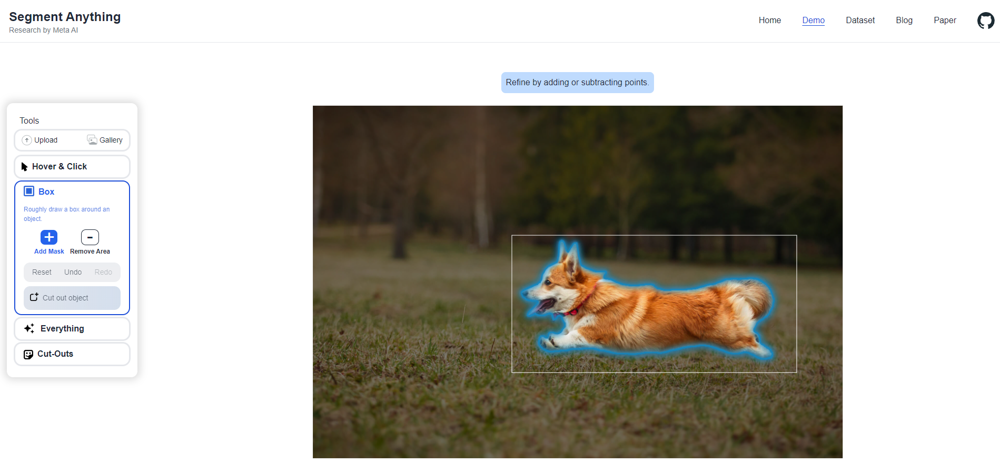 Segment Anything
Research by Meta AI
Home
Demo
Dataset
Blog
Paper
Refine by adding or subtracting points.
Tools
Upload
Gallery
Hover & Click
Box
Roughly draw a box around an
object.
Add Mask
Remove Area
Reset
Undo
Redo
Cut out object
Everything
Cut-Outs